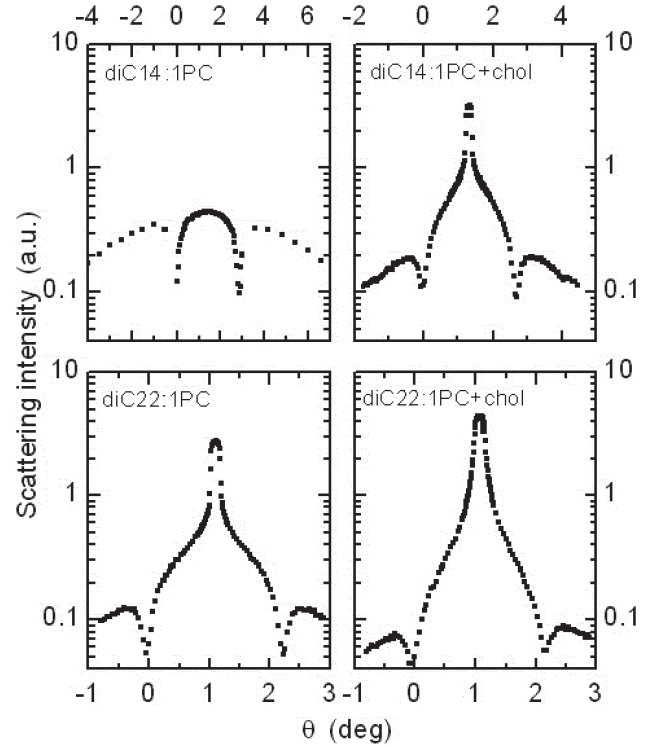 -4 -2 0 2 4 6 -2 0 2 4
10 diC14:1PC diC14:1PC+chol 10
1 1
0.1 0.1
Scattering intensity (a.u.)
10 diC22:1PC diC22:1PC+chol 10
1 1
0.1 0.1
-1 0 1 2 3 -1 0 1 2 3
θ (deg)